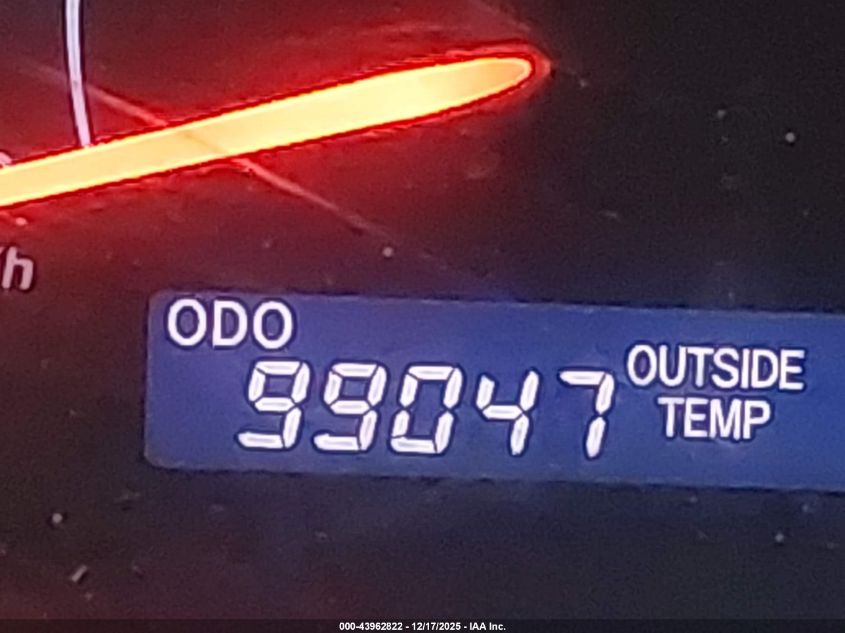 /h
ODO
99047
OUTSIDE
TEMP
000-43962822 - 12/17/2025 - IAA Inc.